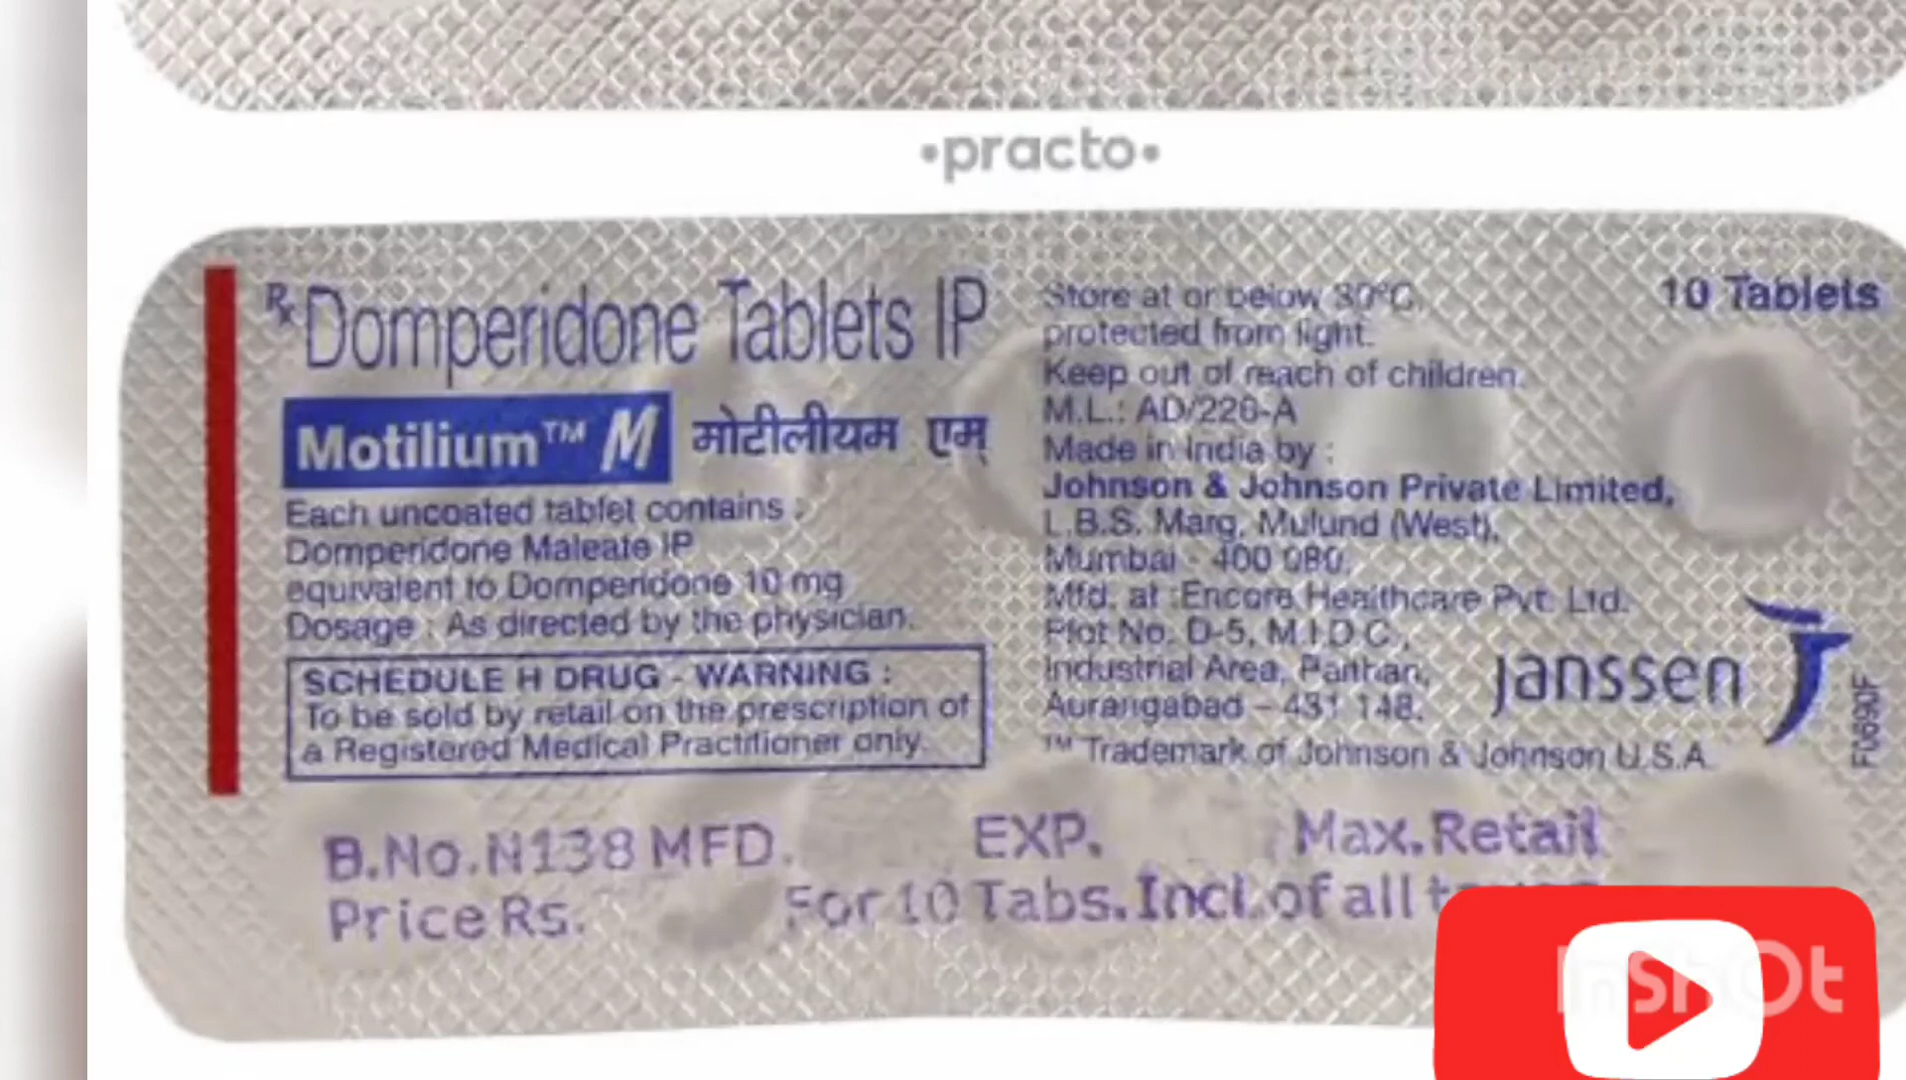 •practo•
Rx Domperidone Tablets IP
Motilium™ M मोटीलीयम एम्
Each uncoated tablet contains :
Domperidone Maleate IP
equivalent to Domperidone 10 mg
Dosage : As directed by the physician.
SCHEDULE H DRUG - WARNING :
To be sold by retail on the prescription of
a Registered Medical Practitioner only.
Store at or below 30°C,
protected from light.
Keep out of reach of children.
M.L.: AD/226-A
Made in India by :
Johnson & Johnson Private Limited,
L.B.S. Marg, Mulund (West),
Mumbai - 400 080.
Mfd. at : Encore Healthcare Pvt. Ltd.
Plot No. D-5, M.I.D.C.,
Industrial Area, Paithan,
Aurangabad – 431 148.
™ Trademark of Johnson & Johnson U.S.A.
10 Tablets
janssen
B.No.N138 MFD. EXP. Max.Retail
Price Rs. For 10 Tabs.Incl.of all
InShOt